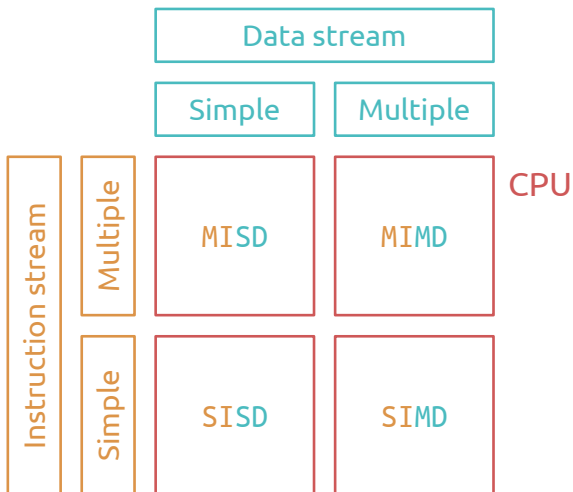 Data stream
Simple
Multiple
CPU
Instruction stream
Multiple
MISD
MIMD
Simple
SISD
SIMD